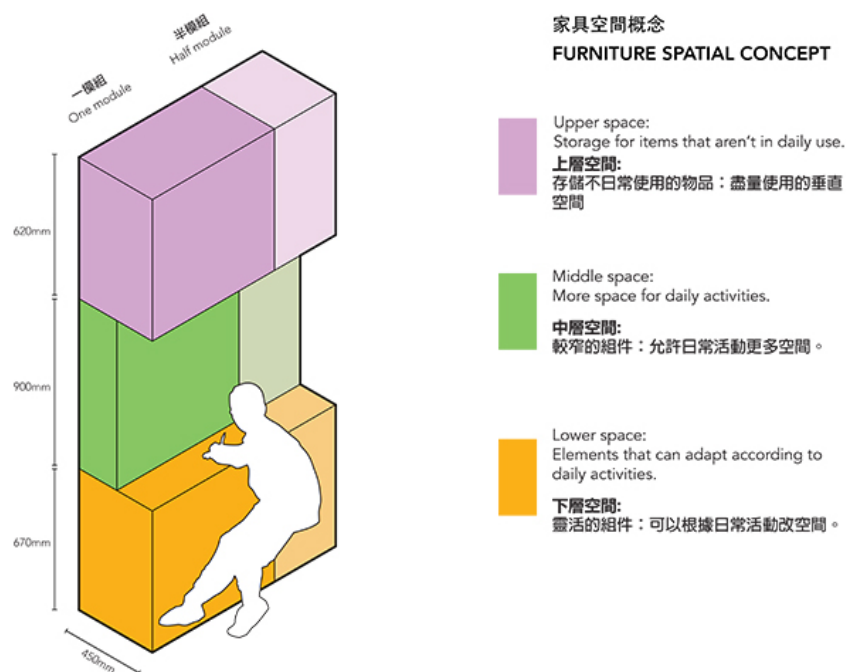 一模組
One module
半模組
Half module
620mm
900mm
670mm
450mm
家具空間概念
FURNITURE SPATIAL CONCEPT
Upper space:
Storage for items that aren't in daily use.
上層空間:
存儲不日常使用的物品：盡量使用的垂直
空間
Middle space:
More space for daily activities.
中層空間:
較窄的組件：允許日常活動更多空間。
Lower space:
Elements that can adapt according to
daily activities.
下層空間:
靈活的組件：可以根據日常活動改空間。